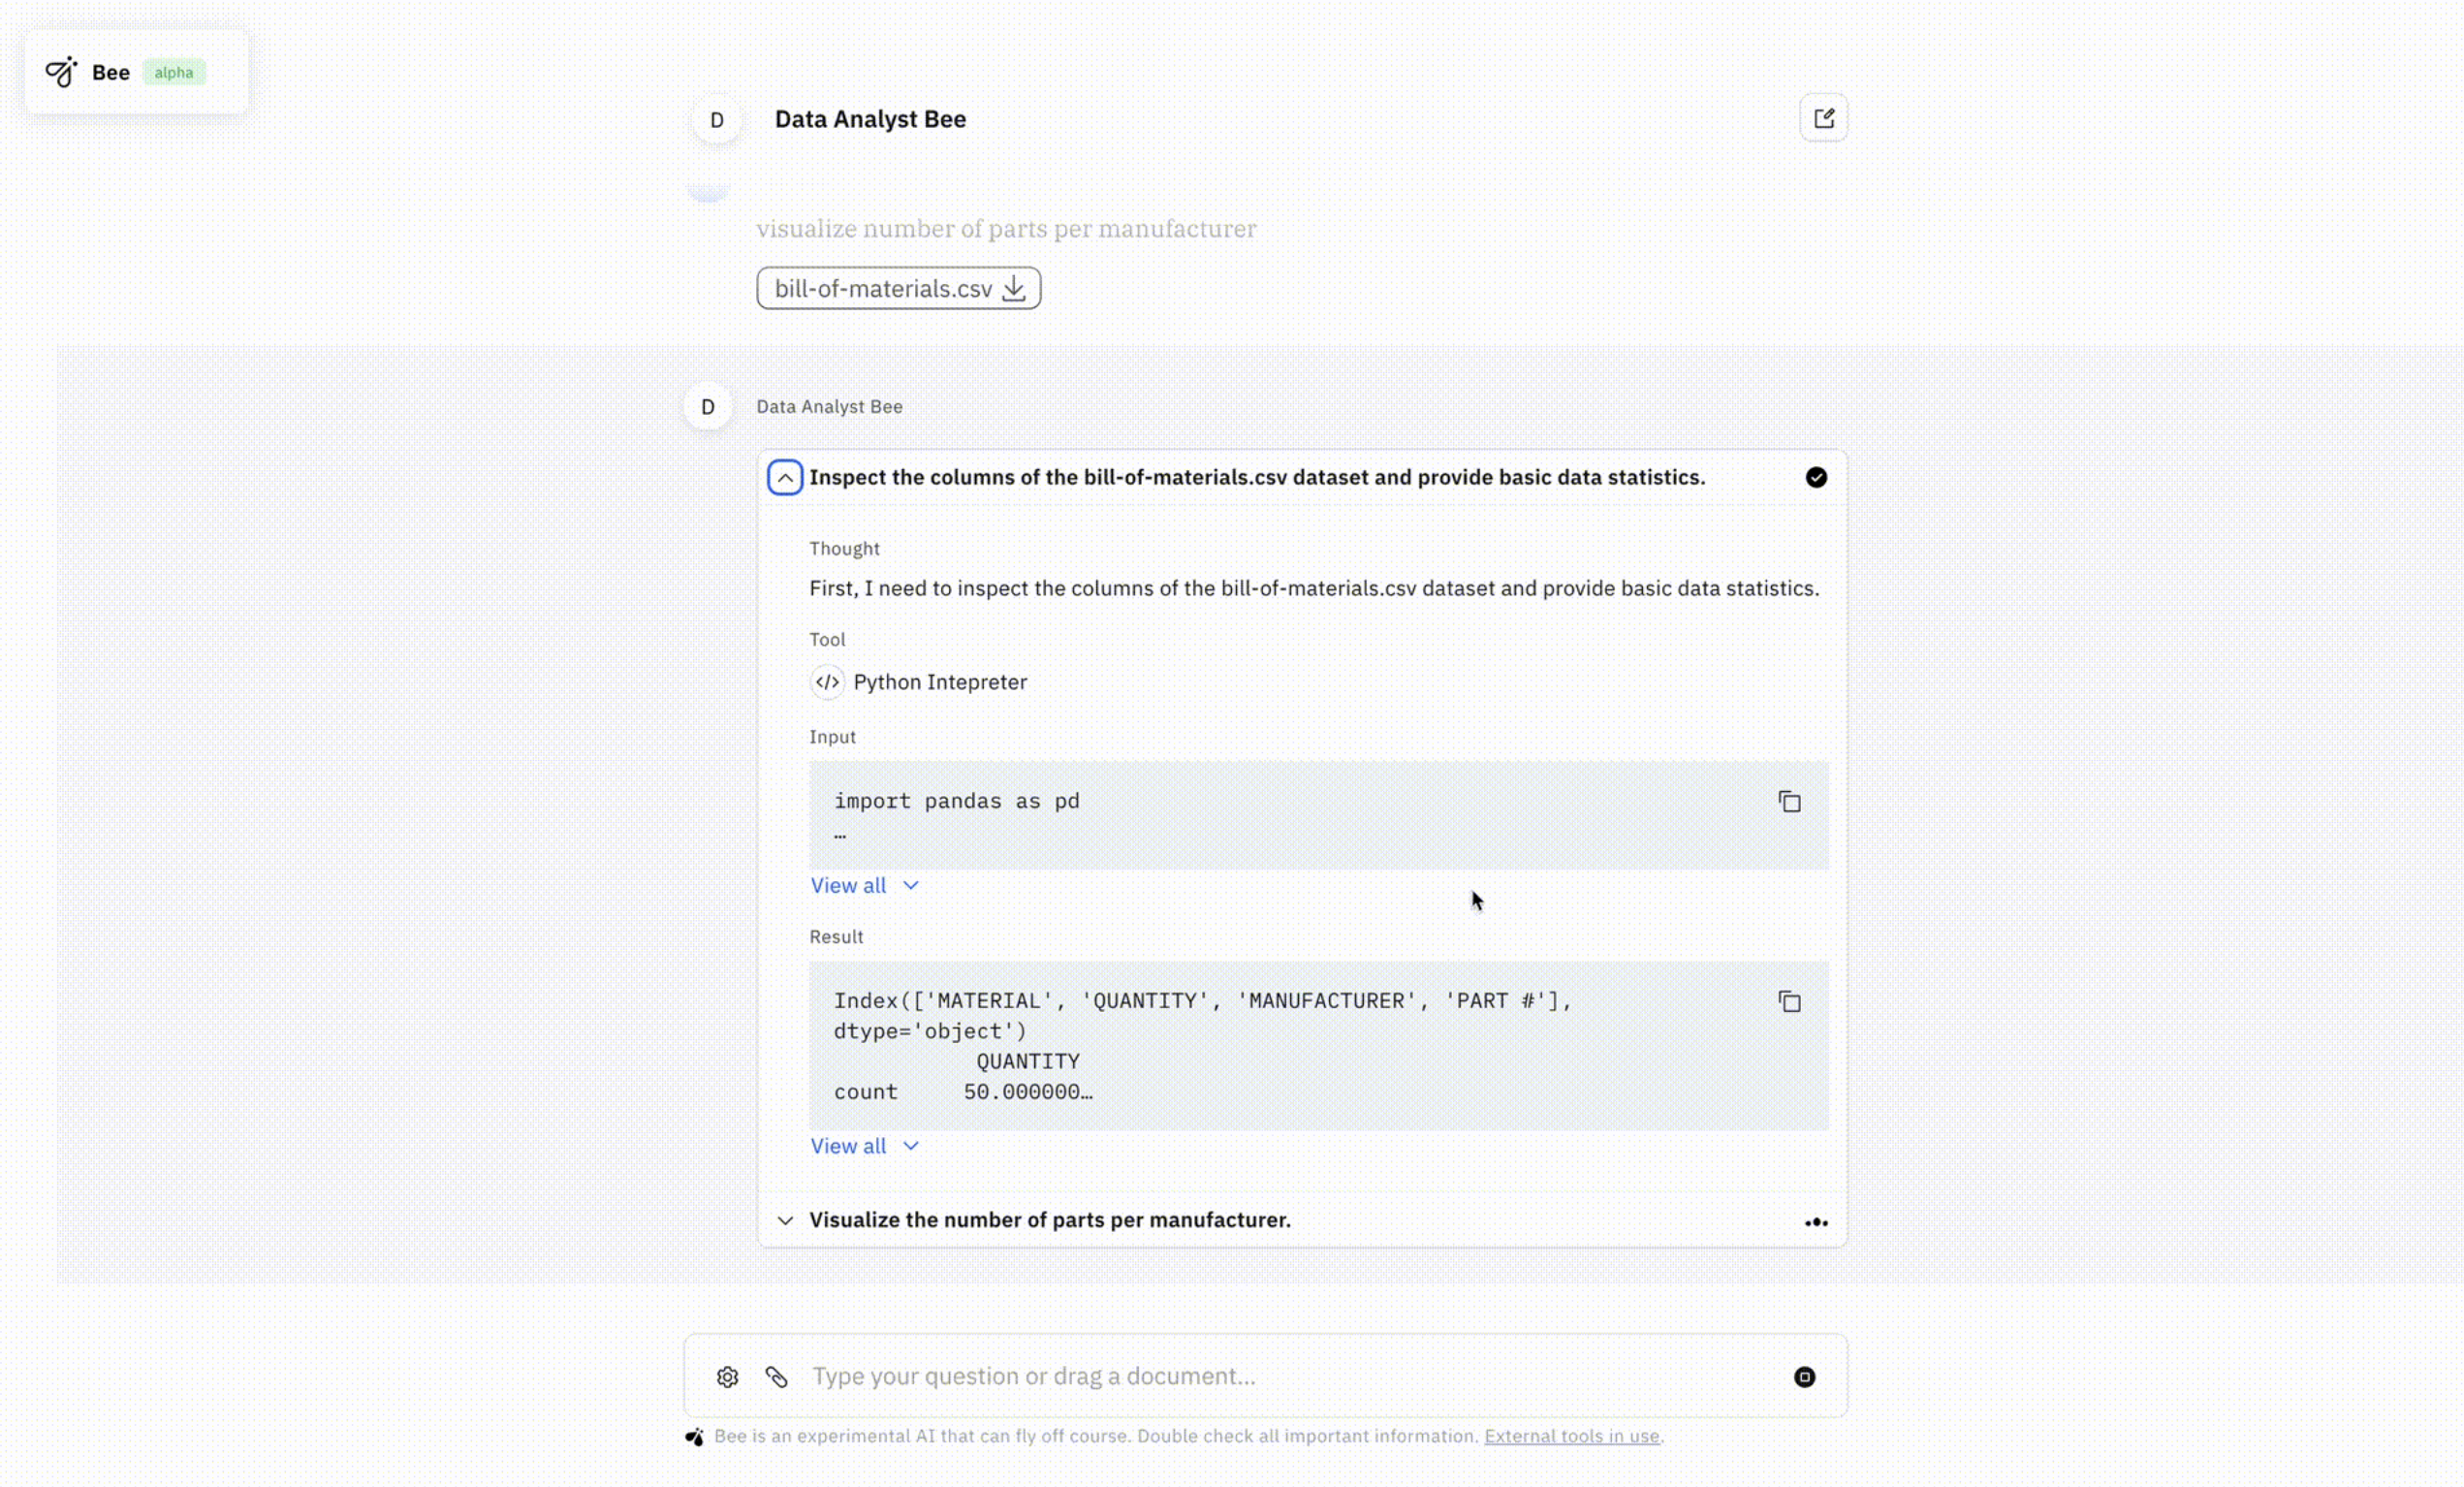 Bee alpha
D Data Analyst Bee
visualize number of parts per manufacturer
bill-of-materials.csv
D Data Analyst Bee
Inspect the columns of the bill-of-materials.csv dataset and provide basic data statistics.
Thought
First, I need to inspect the columns of the bill-of-materials.csv dataset and provide basic data statistics.
Tool
</> Python Intepreter
Input
import pandas as pd
…
View all
Result
Index(['MATERIAL', 'QUANTITY', 'MANUFACTURER', 'PART #'],
dtype='object')
QUANTITY
count 50.000000…
View all
Visualize the number of parts per manufacturer.
Type your question or drag a document...
Bee is an experimental AI that can fly off course. Double check all important information. External tools in use.